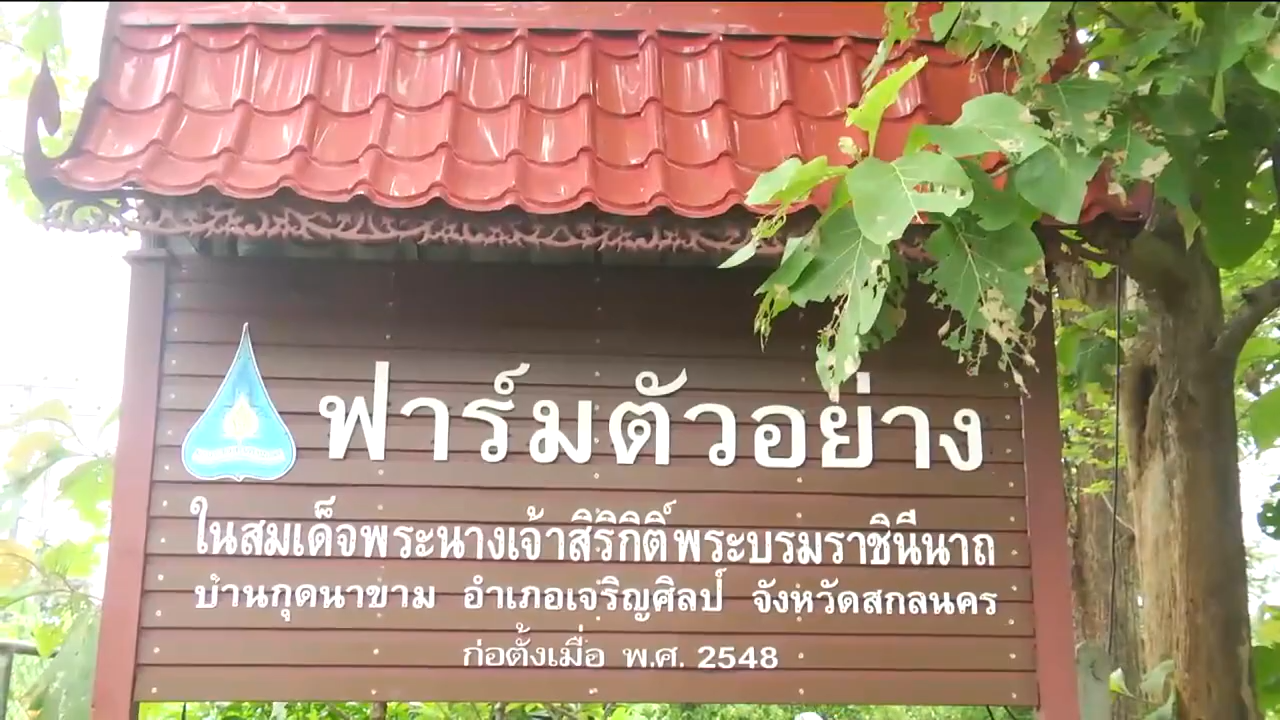 ฟาร์มตัวอย่าง
ในสมเด็จพระนางเจ้าสิริกิติ์ พระบรมราชินีนาถ
บ้านกุดนาขาม อำเภอเจริญศิลป์ จังหวัดสกลนคร
ก่อตั้งเมื่อ พ.ศ. 2548